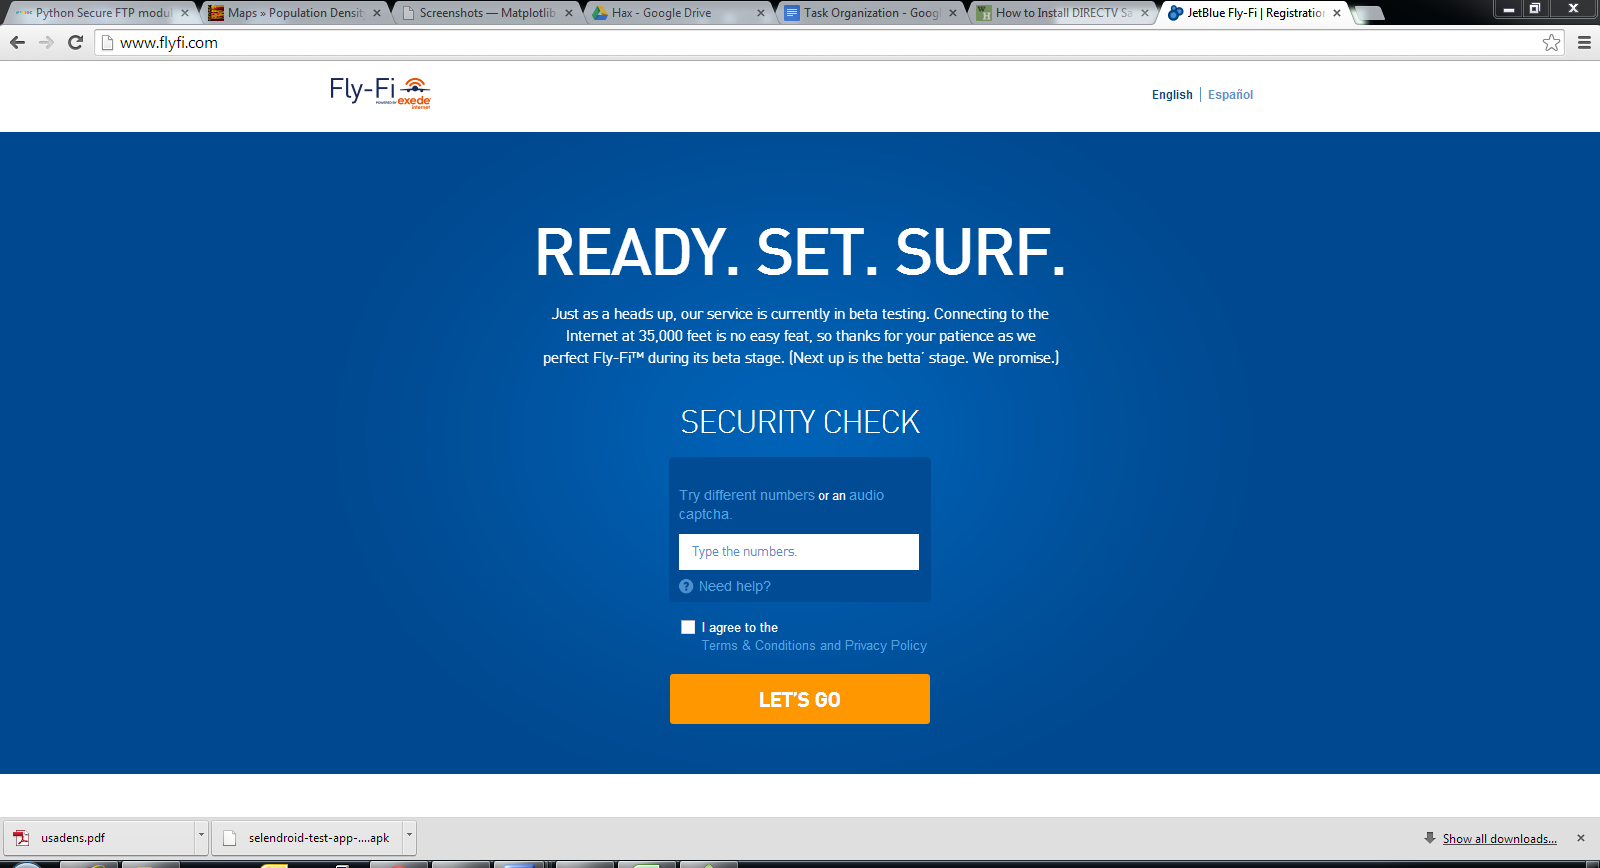 Python Secure FTP modul
Maps » Population Densit
Screenshots — Matplotlib
Hax - Google Drive
Task Organization - Goog
How to Install DIRECTV Sa
JetBlue Fly-Fi | Registration
www.flyfi.com
Fly-Fi
POWERED BY exede
internet
English | Español
READY. SET. SURF.
Just as a heads up, our service is currently in beta testing. Connecting to the
Internet at 35,000 feet is no easy feat, so thanks for your patience as we
perfect Fly-Fi™ during its beta stage. (Next up is the betta' stage. We promise.)
SECURITY CHECK
Try different numbers or an audio
captcha.
Type the numbers.
? Need help?
I agree to the
Terms & Conditions and Privacy Policy
LET'S GO
usadens.pdf
selendroid-test-app-....apk
Show all downloads...